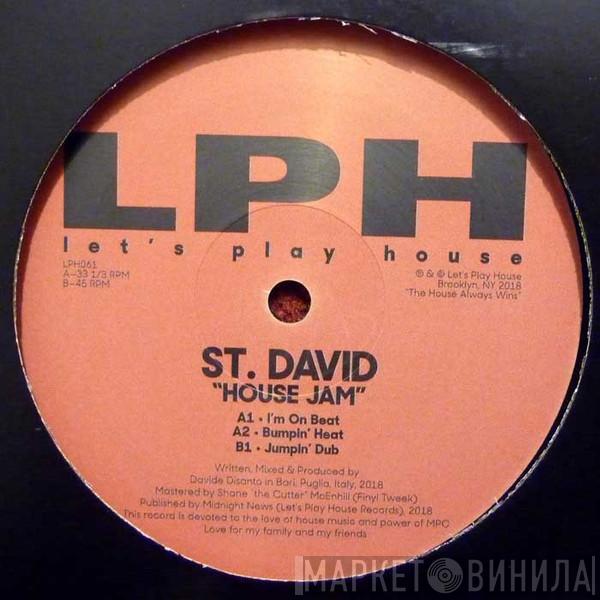 LPH
let's play house
LPH061
A-33 1/3 RPM
B-45 RPM
℗ & © Let's Play House
Brooklyn, NY 2018
"The House Always Wins"
ST. DAVID
"HOUSE JAM"
A1 • I'm On Beat
A2 • Bumpin' Heat
B1 • Jumpin' Dub
Written, Mixed & Produced by
Davide Disanto in Bari, Puglia, Italy, 2018
Mastered by Shane "the Cutter" McEnhill (Finyl Tweek)
Published by Midnight News (Let's Play House Records), 2018
This record is devoted to the love of house music and power of MPC
Love for my family and my friends
МАРКЕТ ВИНИЛА